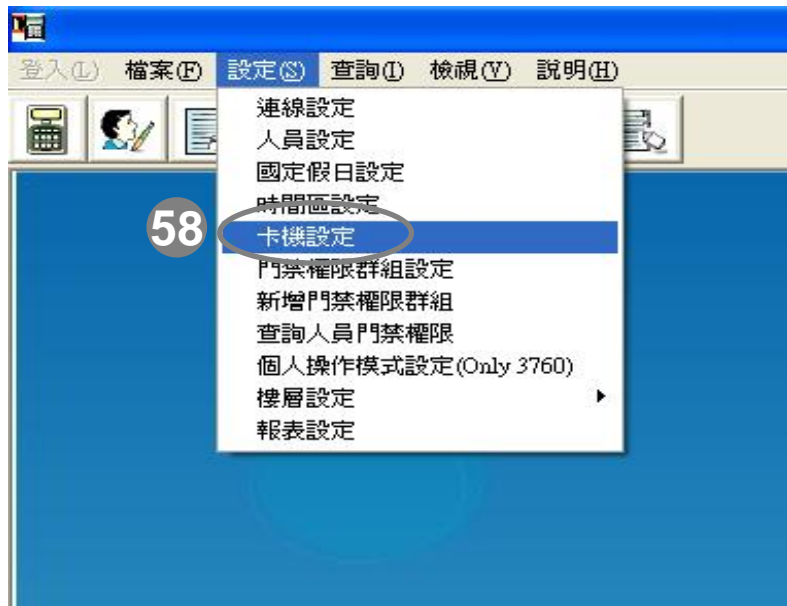 登入(L) 檔案(F) 設定(S) 查詢(I) 檢視(V) 說明(H)
連線設定
人員設定
國定假日設定
時間區設定
58 卡機設定
門禁權限群組設定
新增門禁權限群組
查詢人員門禁權限
個人操作模式設定(Only 3760)
樓層設定
報表設定